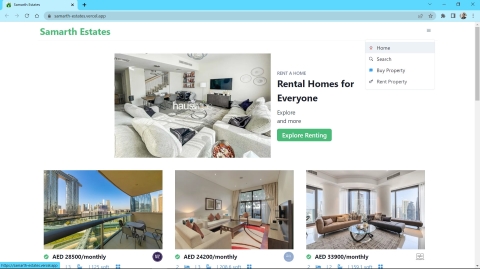 Samarth Estates
samarth-estates.vercel.app
Samarth Estates
Home
Search
Buy Property
Rent Property
RENT A HOME
Rental Homes for
Everyone
Explore
and more
Explore Renting
haus
AED 28500/monthly
AED 24200/monthly
AED 33900/monthly
https://samarth-estates.vercel.app